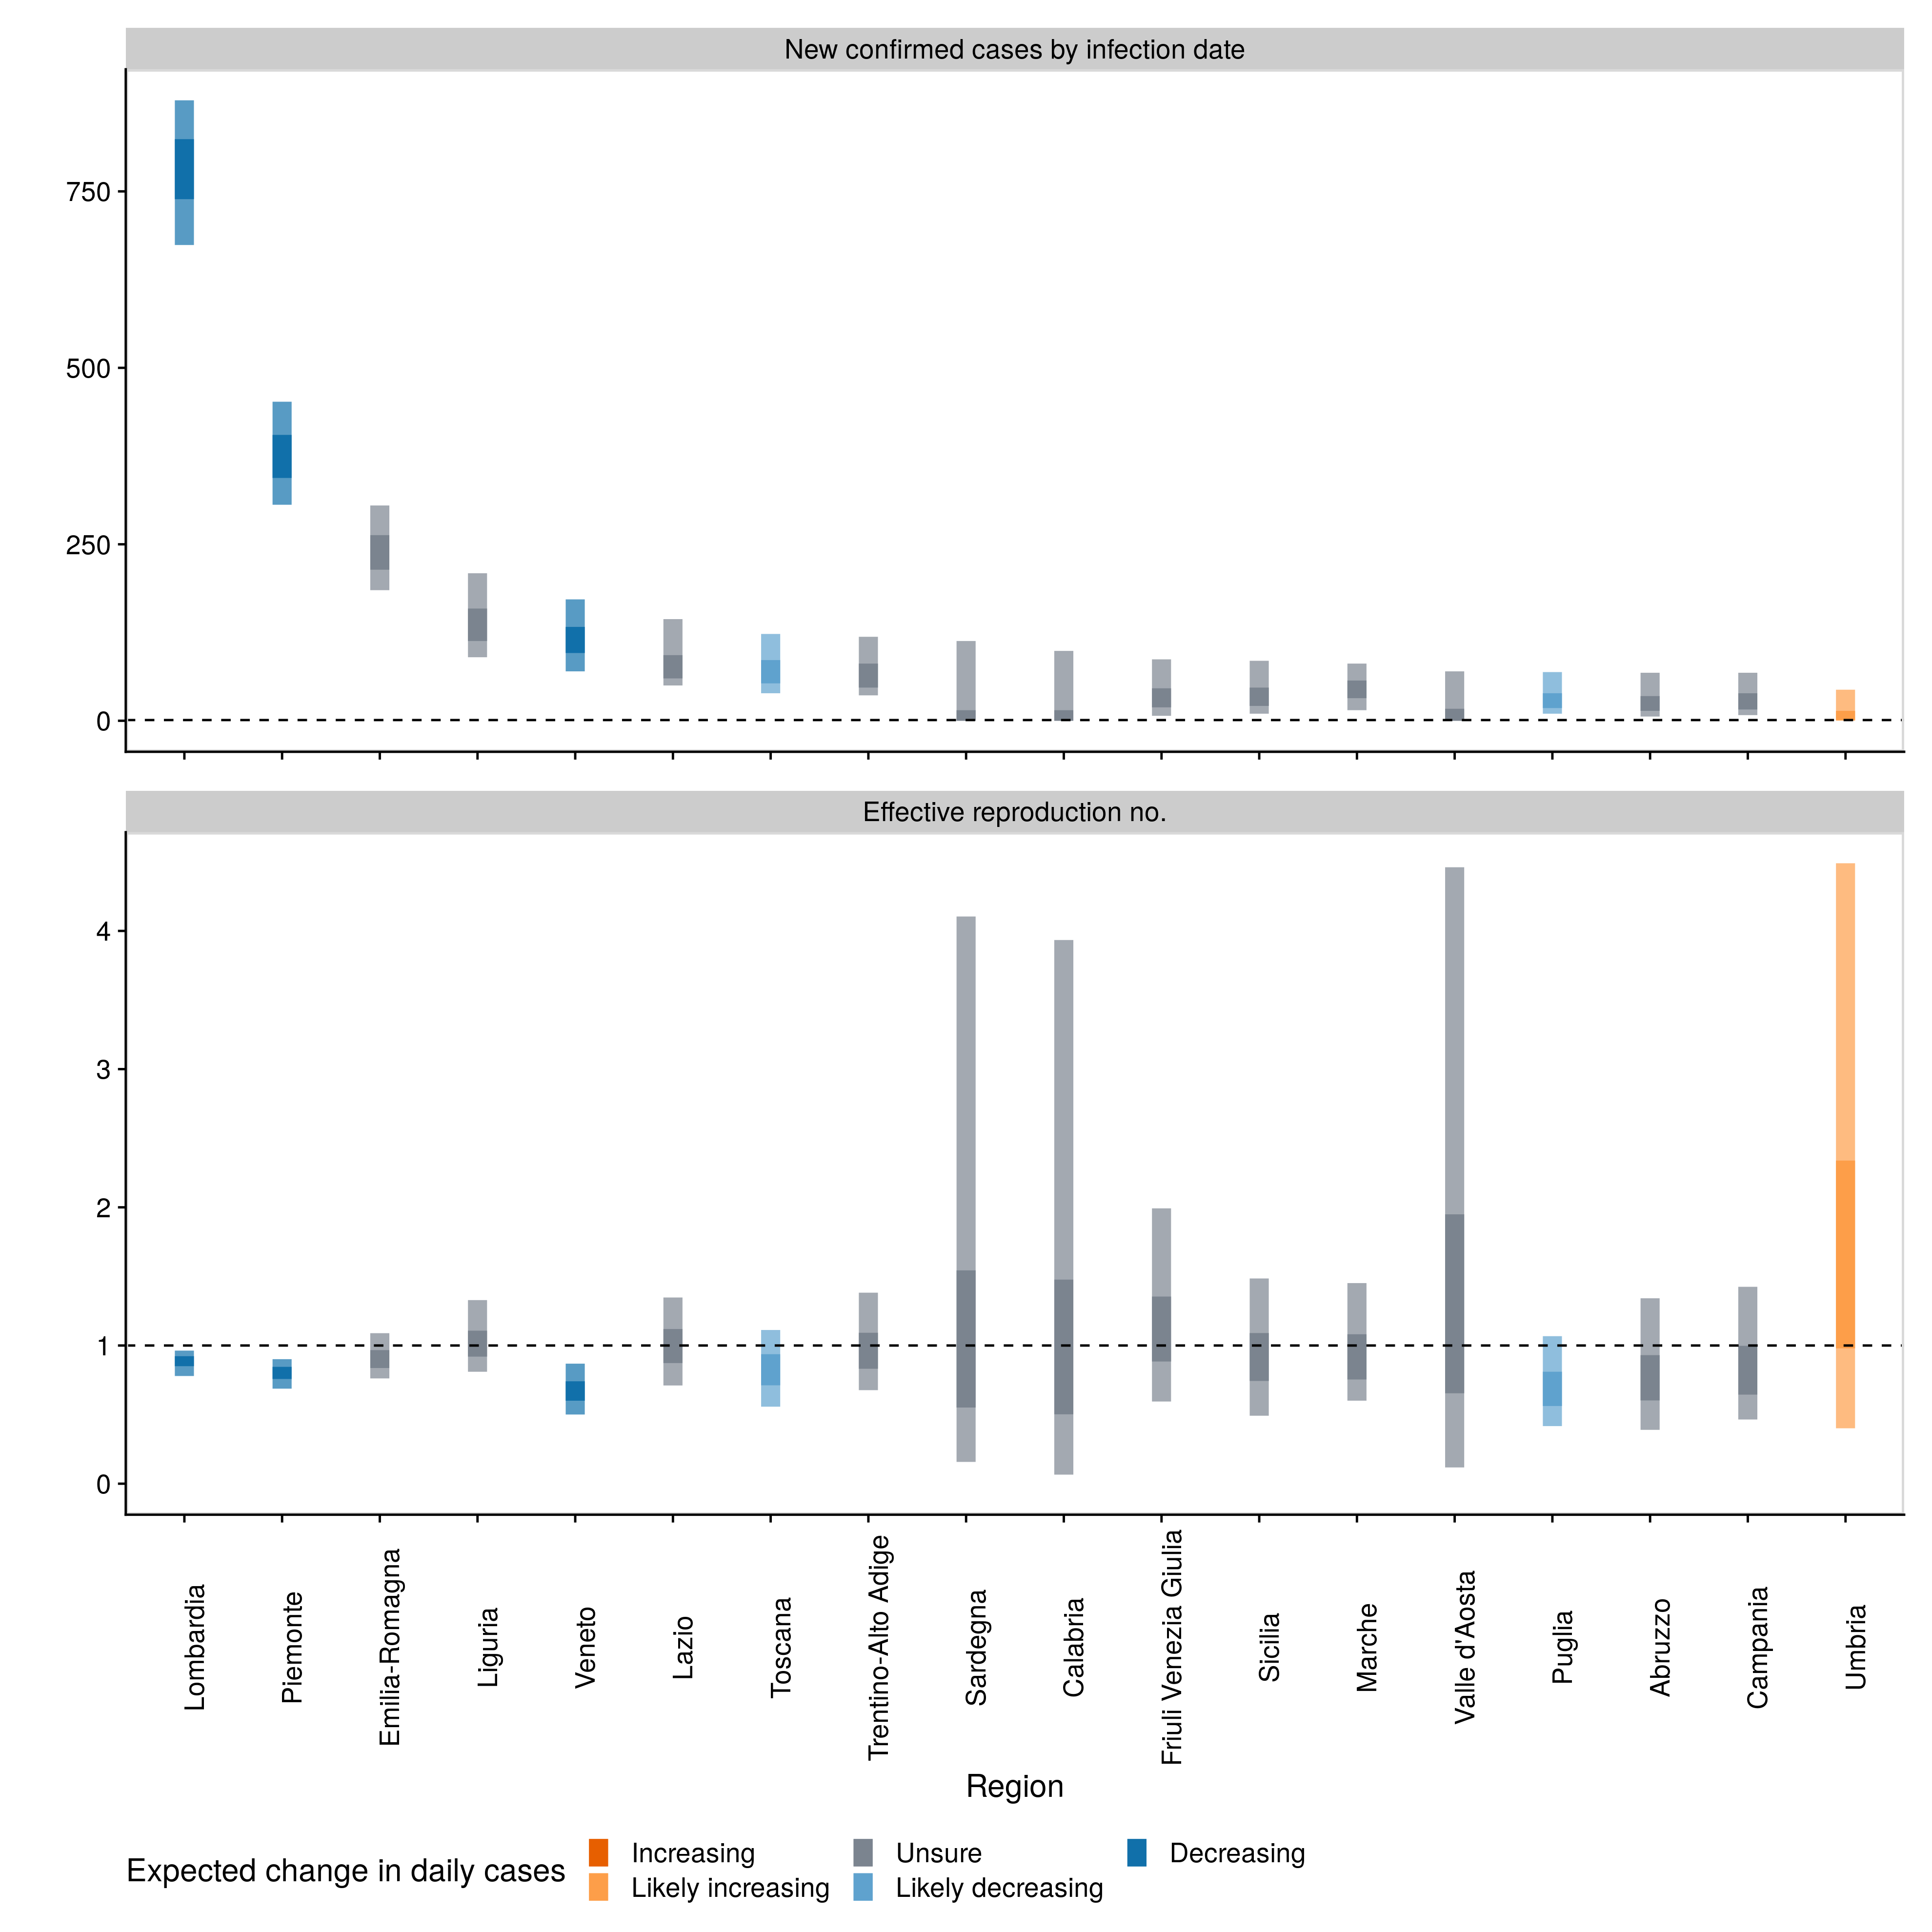 New confirmed cases by infection date
750
500
250
0
Effective reproduction no.
4
3
2
1
0
Lombardia
Piemonte
Emilia-Romagna
Liguria
Veneto
Lazio
Toscana
Trentino-Alto Adige
Sardegna
Calabria
Friuli Venezia Giulia
Sicilia
Marche
Valle d'Aosta
Puglia
Abruzzo
Campania
Umbria
Region
Expected change in daily cases
Increasing
Likely increasing
Unsure
Likely decreasing
Decreasing